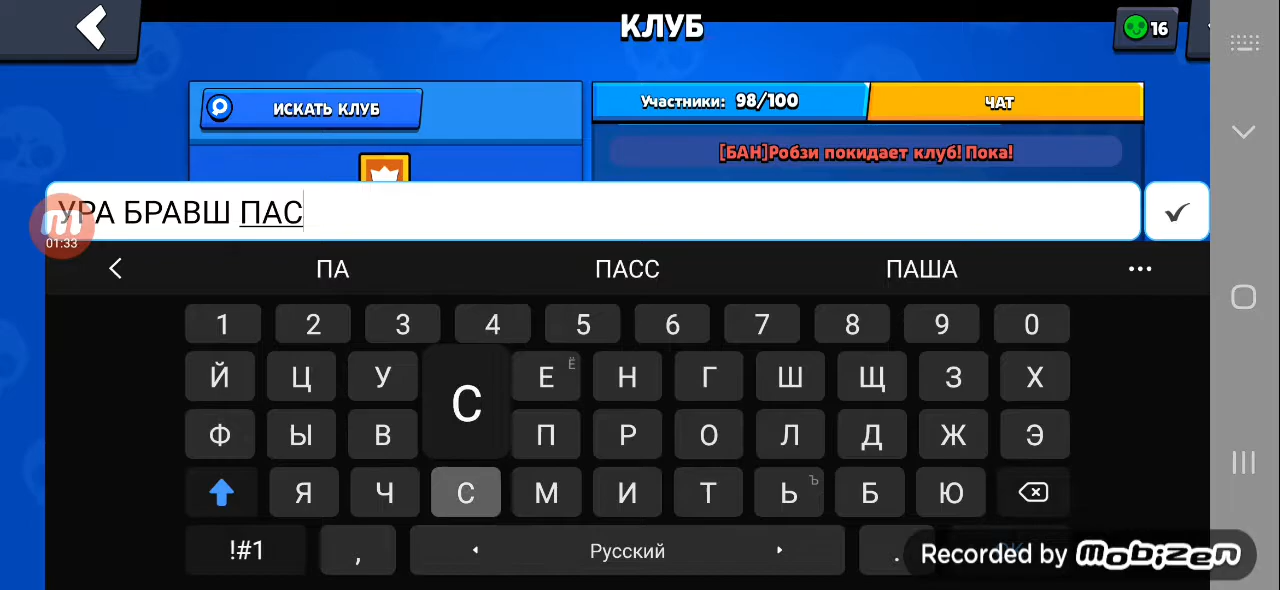 КЛУБ
16
ИСКАТЬ КЛУБ
Участники: 98/100
ЧАТ
[БАН]Робзи покидает клуб! Пока!
УРА БРАВШ ПАС
01:33
ПА ПАСС ПАША ...
1 2 3 4 5 6 7 8 9 0
Й Ц У Е Ё Н Г Ш Щ З Х
С
Ф Ы В П Р О Л Д Ж Э
Я Ч С М И Т Ь Ъ Б Ю
!#1 , Русский .
Recorded by mobizen